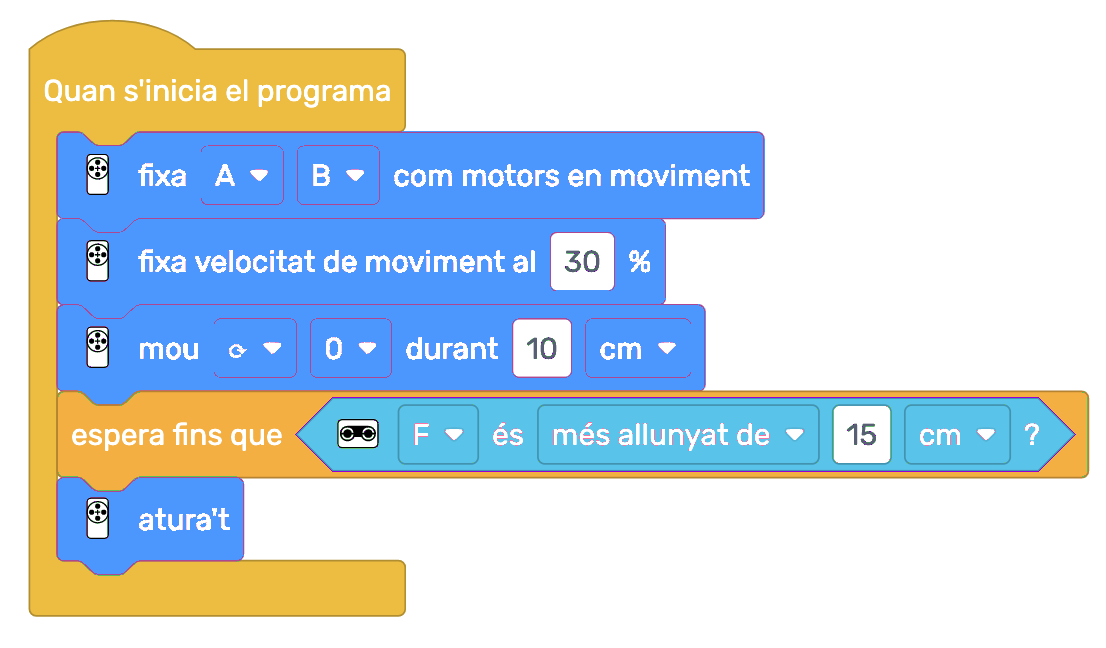 Quan s'inicia el programa
fixa A B com motors en moviment
fixa velocitat de moviment al 30 %
mou ⟳ 0 durant 10 cm
espera fins que F és més allunyat de 15 cm ?
atura't